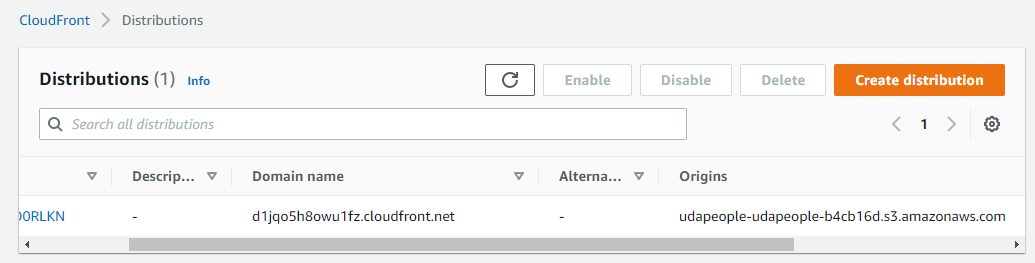 CloudFront > Distributions
Distributions (1) Info Enable Disable Delete Create distribution
Search all distributions 1
Descrip... Domain name Alterna... Origins
D0RLKN - d1jqo5h8owu1fz.cloudfront.net - udapeople-udapeople-b4cb16d.s3.amazonaws.com